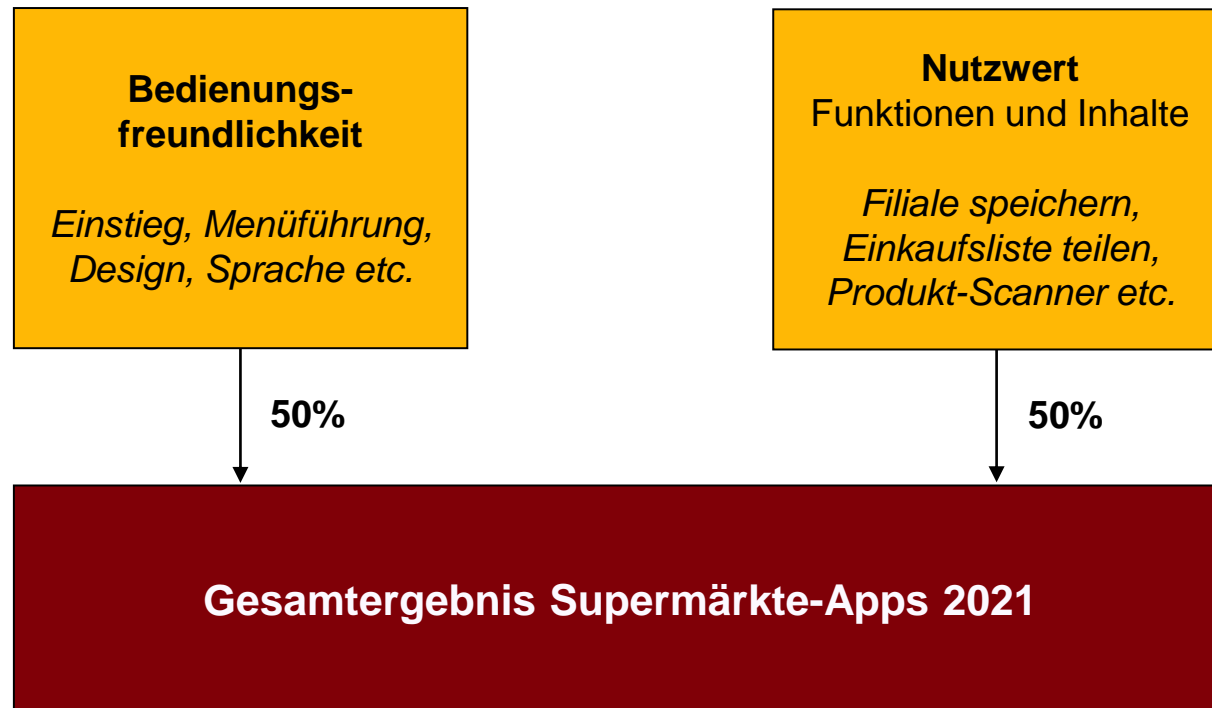 Bedienungs-
freundlichkeit
Einstieg, Menüführung,
Design, Sprache etc.
Nutzwert
Funktionen und Inhalte
Filiale speichern,
Einkaufsliste teilen,
Produkt-Scanner etc.
50%
50%
Gesamtergebnis Supermärkte-Apps 2021